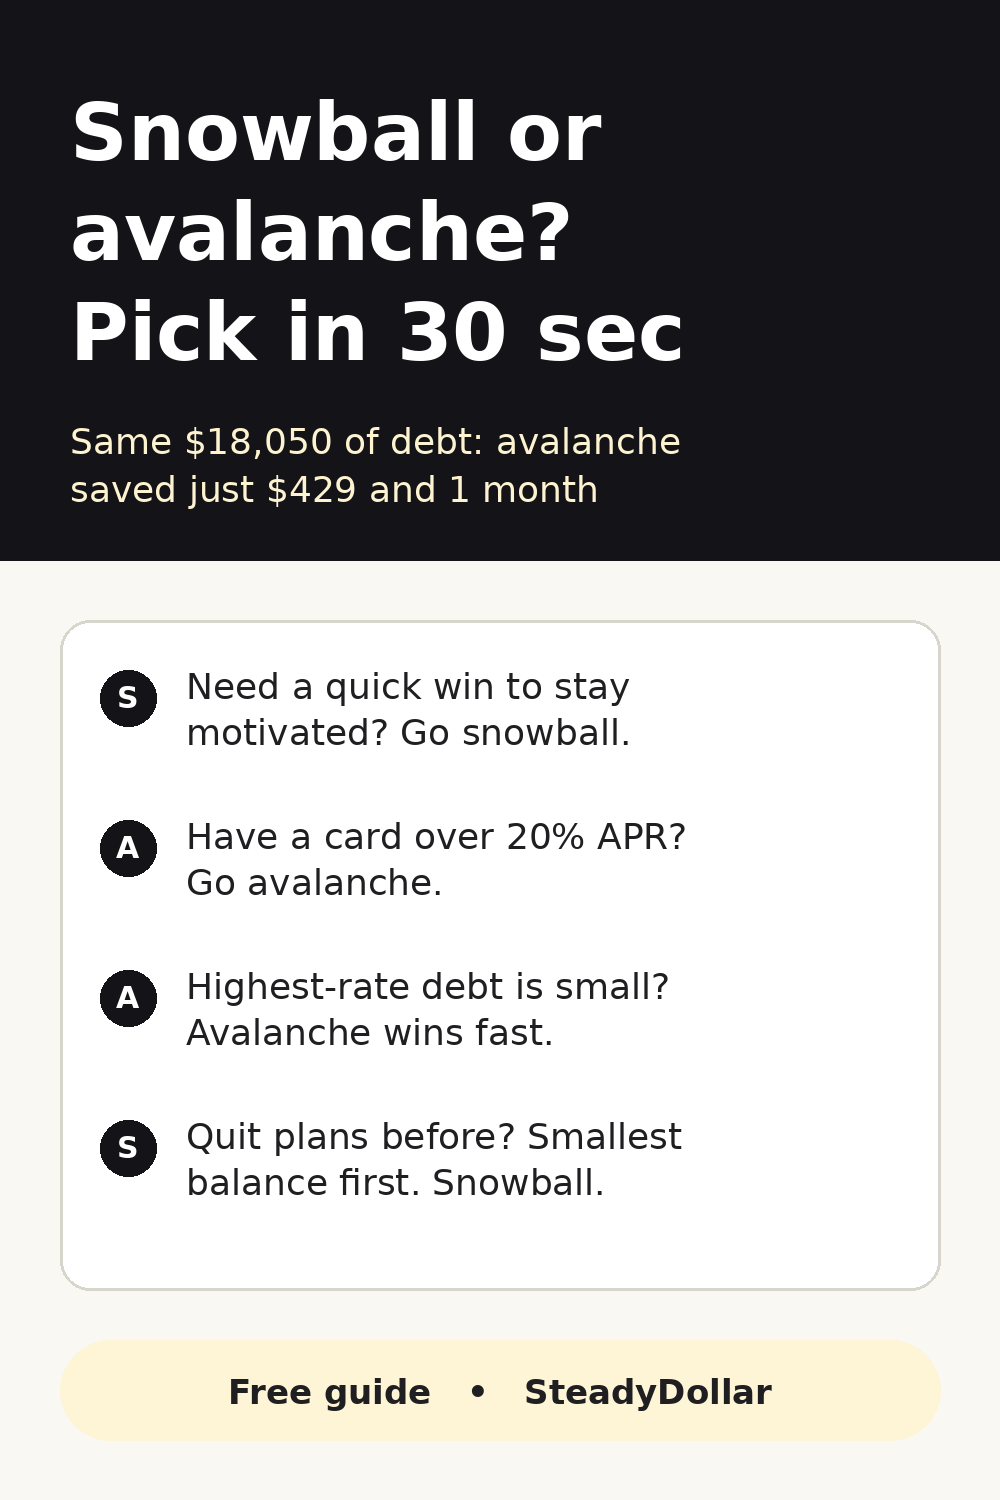 Snowball or
avalanche?
Pick in 30 sec
Same $18,050 of debt: avalanche
saved just $429 and 1 month
S Need a quick win to stay
motivated? Go snowball.
A Have a card over 20% APR?
Go avalanche.
A Highest-rate debt is small?
Avalanche wins fast.
S Quit plans before? Smallest
balance first. Snowball.
Free guide • SteadyDollar